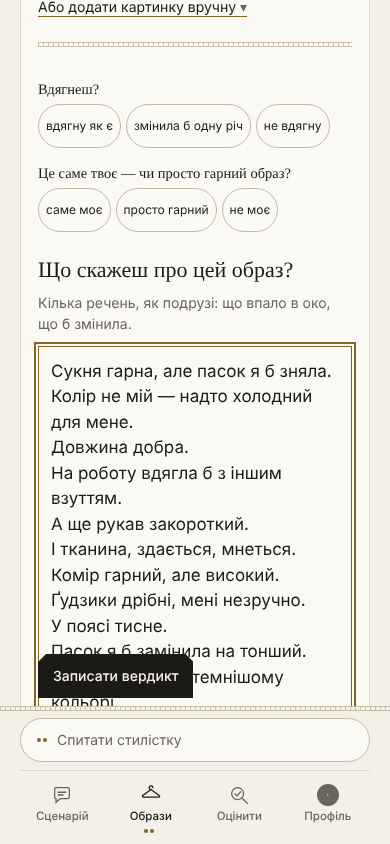 Або додати картинку вручну ▾
Вдягнеш?
вдягну як є
змінила б одну річ
не вдягну
Це саме твоє — чи просто гарний образ?
саме моє
просто гарний
не моє
Що скажеш про цей образ?
Кілька речень, як подрузі: що впало в око,
що б змінила.
Сукня гарна, але пасок я б зняла.
Колір не мій — надто холодний
для мене.
Довжина добра.
На роботу вдягла б з іншим
взуттям.
А ще рукав закороткий.
І тканина, здається, мнеться.
Комір гарний, але високий.
Ґудзики дрібні, мені незручно.
У поясі тисне.
Пасок я б замінила на тонший.
темнішому
кольорі.
Записати вердикт
Спитати стилістку
Сценарій
Образи
Оцінити
Профіль